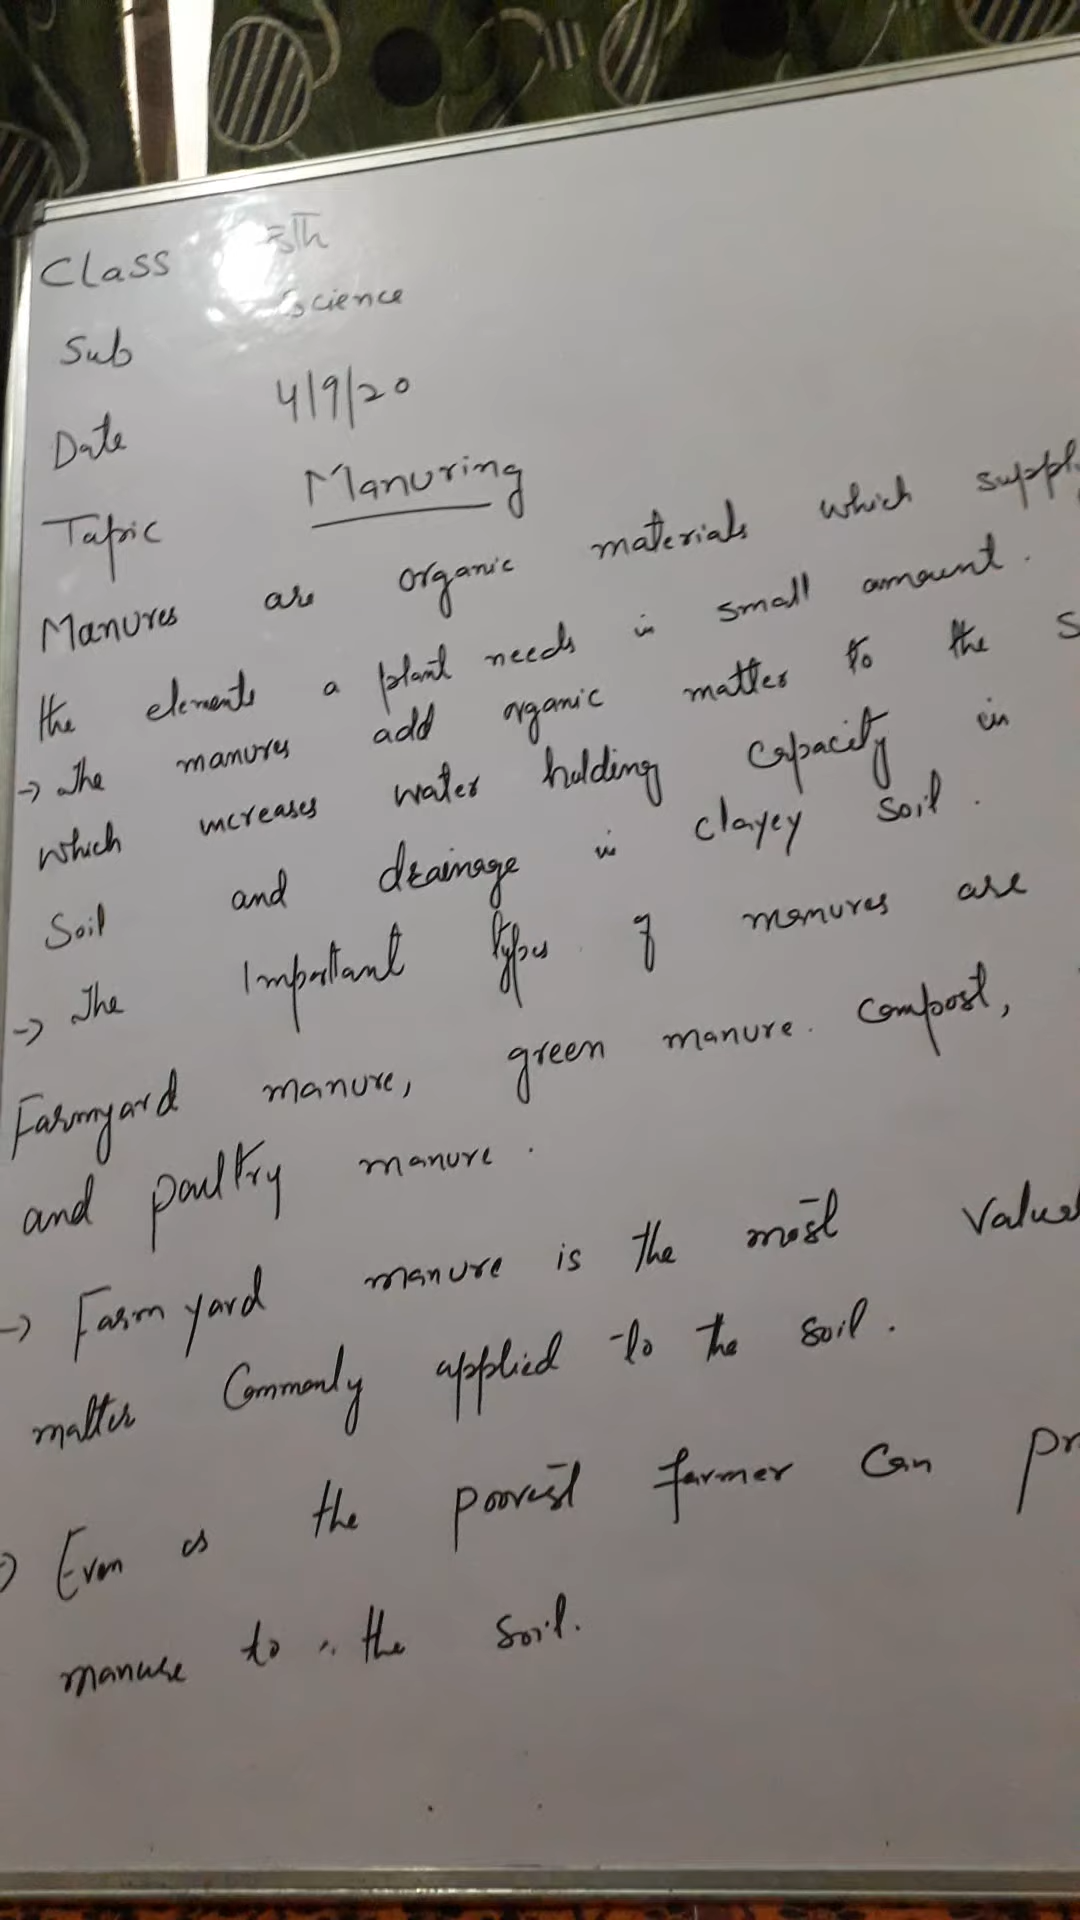 Class 5th
Sub Science
Date 4/9/20
Topic Manuring
Manures are organic materials which supply
the elements a plant needs in small amount.
→ The manures add organic matter to the
which increases water holding capacity in
Soil and drainage in clayey soil.
→ The Important types of manures are
Farmyard manure, green manure. Compost,
and poultry manure.
→ Farm yard manure is the most
matter Commonly applied to the soil.
→ Even as the poorest farmer can
manure to the soil.